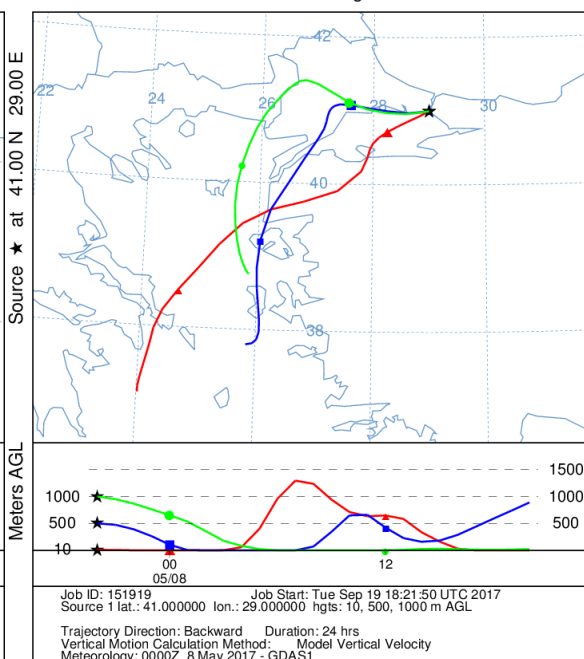 Source ★ at 41.00 N 29.00 E
42
22
24
26
28
30
40
38
Meters AGL
1500
1000
1000
500
500
10
00
12
05/08
Job ID: 151919 Job Start: Tue Sep 19 18:21:50 UTC 2017
Source 1 lat.: 41.000000 lon.: 29.000000 hgts: 10, 500, 1000 m AGL
Trajectory Direction: Backward Duration: 24 hrs
Vertical Motion Calculation Method: Model Vertical Velocity
Meteorology: 0000Z 8 May 2017 - GDAS1